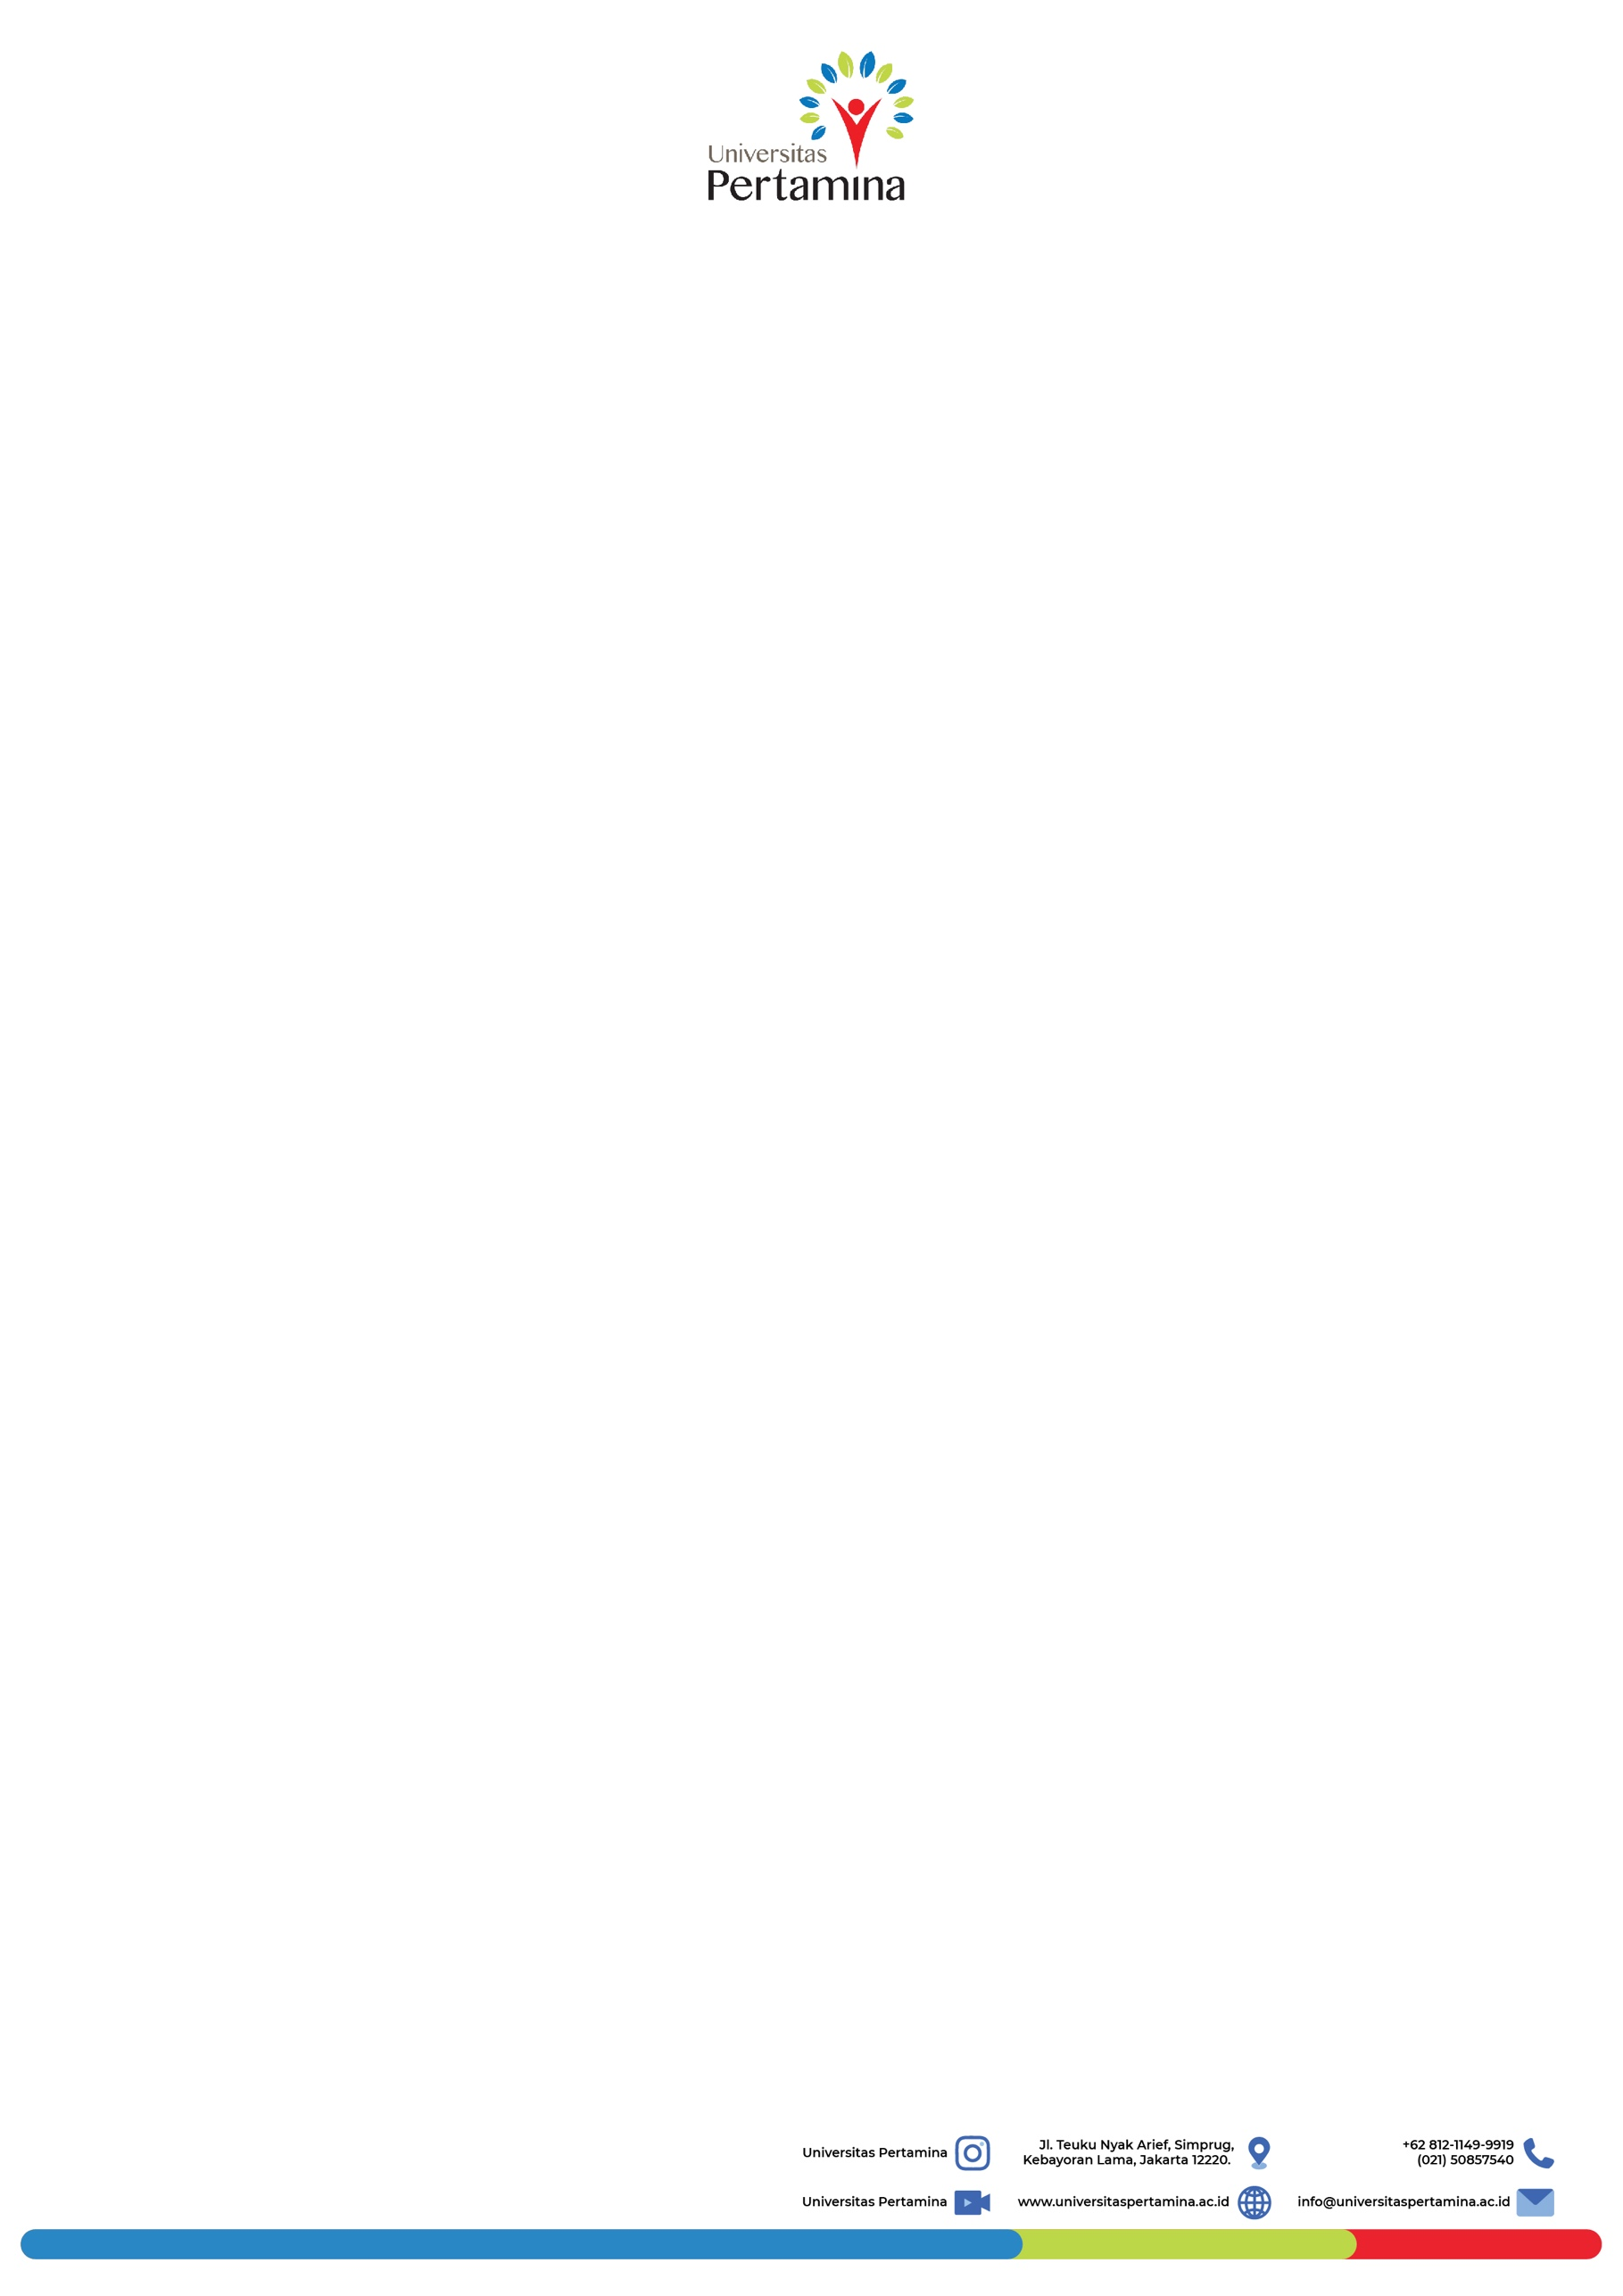 Universitas
Pertamina
Universitas Pertamina
Jl. Teuku Nyak Arief, Simprug,
Kebayoran Lama, Jakarta 12220.
+62 812-1149-9919
(021) 50857540
Universitas Pertamina
www.universitaspertamina.ac.id
info@universitaspertamina.ac.id